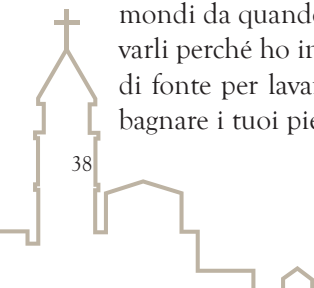 mondi da quando
varli perché ho in
di fonte per lava
bagnare i tuoi pie
38